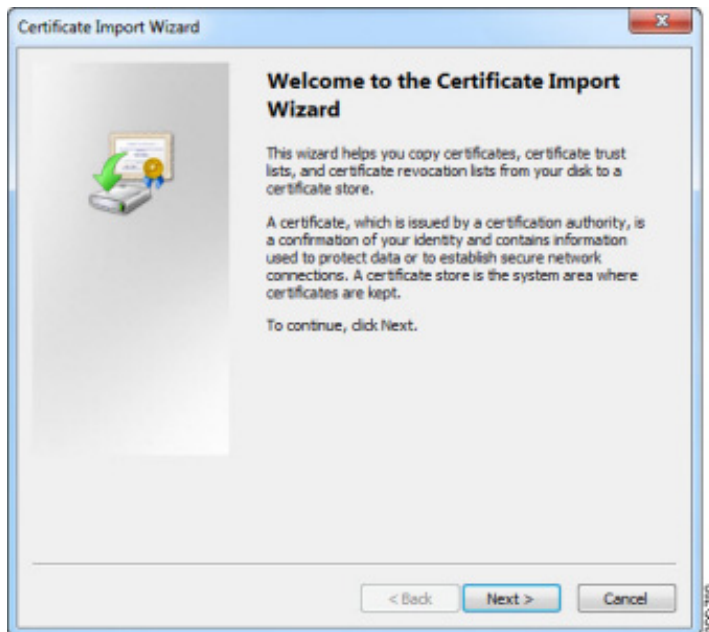 Certificate Import Wizard
Welcome to the Certificate Import
Wizard
This wizard helps you copy certificates, certificate trust
lists, and certificate revocation lists from your disk to a
certificate store.
A certificate, which is issued by a certification authority, is
a confirmation of your identity and contains information
used to protect data or to establish secure network
connections. A certificate store is the system area where
certificates are kept.
To continue, click Next.
< Back
Next >
Cancel